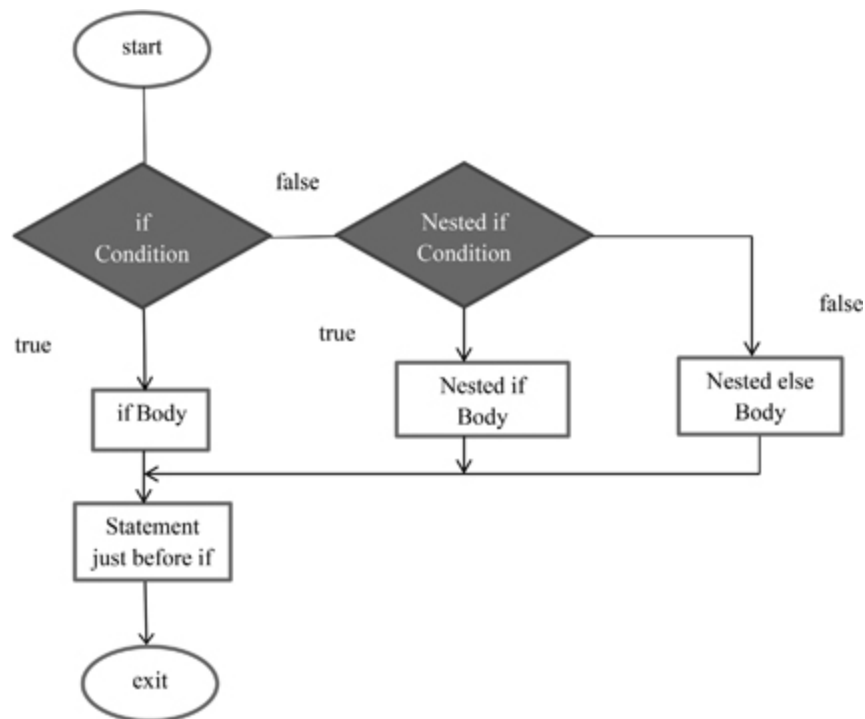 start
false
if
Condition
Nested if
Condition
false
true
true
Nested if
Body
Nested else
Body
if Body
Statement
just before if
exit